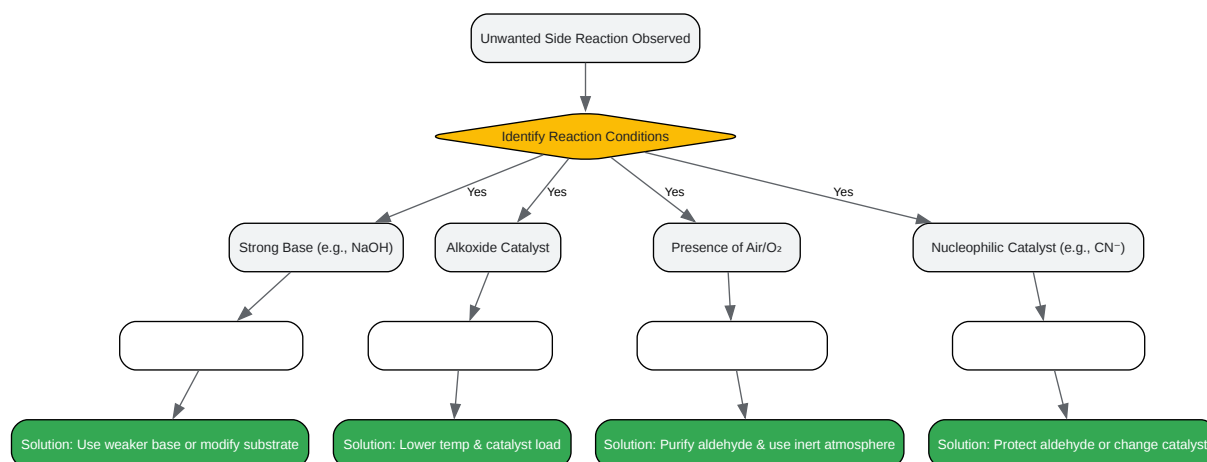 Unwanted Side Reaction Observed
Identify Reaction Conditions
Yes
Yes
Yes
Yes
Strong Base (e.g., NaOH)
Alkoxide Catalyst
Presence of Air/O₂
Nucleophilic Catalyst (e.g., CN⁻)
Solution: Use weaker base or modify substrate
Solution: Lower temp & catalyst load
Solution: Purify aldehyde & use inert atmosphere
Solution: Protect aldehyde or change catalyst